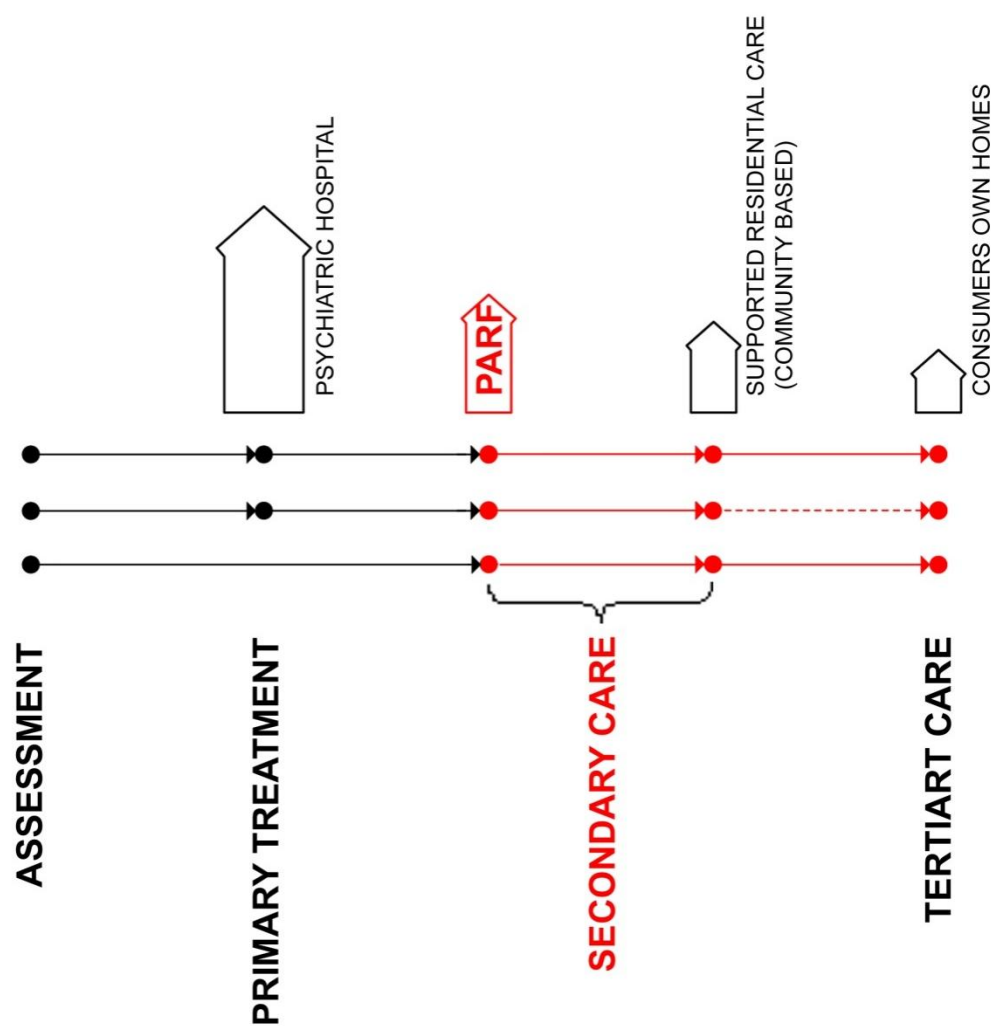 ASSESSMENT
PRIMARY TREATMENT
SECONDARY CARE
TERTIART CARE
PSYCHIATRIC HOSPITAL
PARF
SUPPORTED RESIDENTIAL CARE
(COMMUNITY BASED)
CONSUMERS OWN HOMES